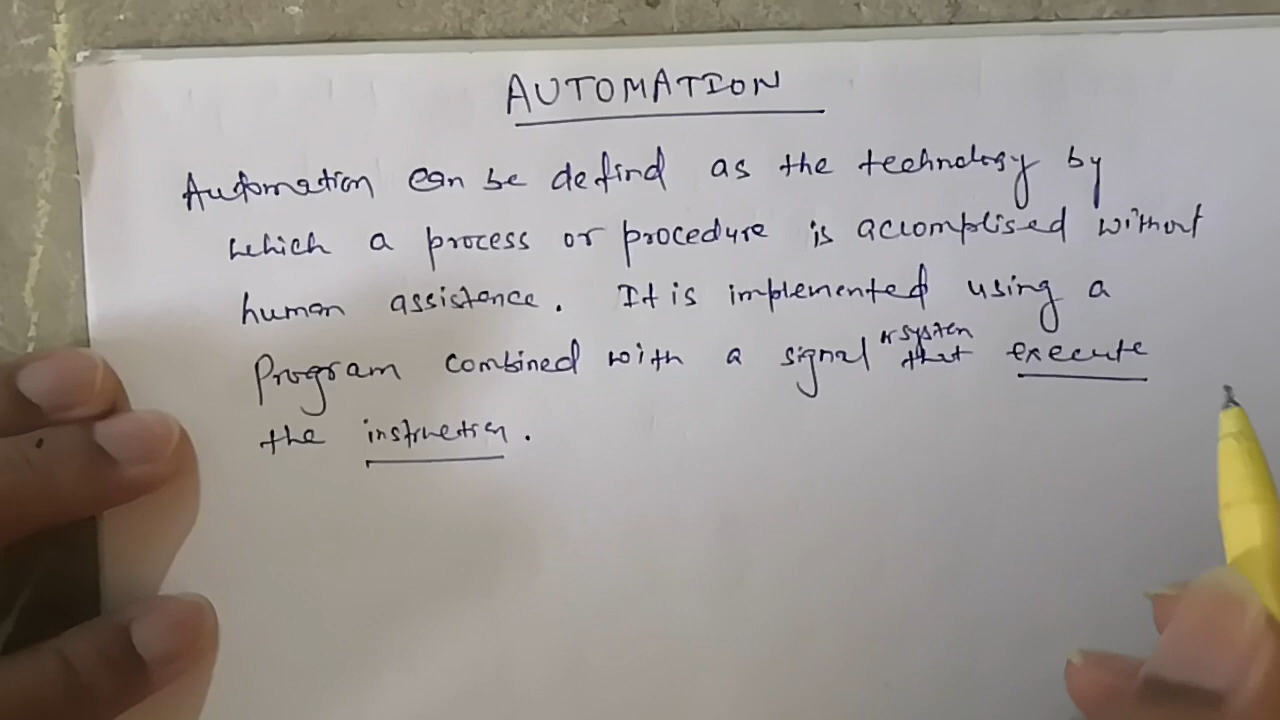 AUTOMATION
Automation can be defind as the technology by
which a process or procedure is accomplised without
human assistence. It is implemented using a
Program combined with a signal or system that execute
the instruction.